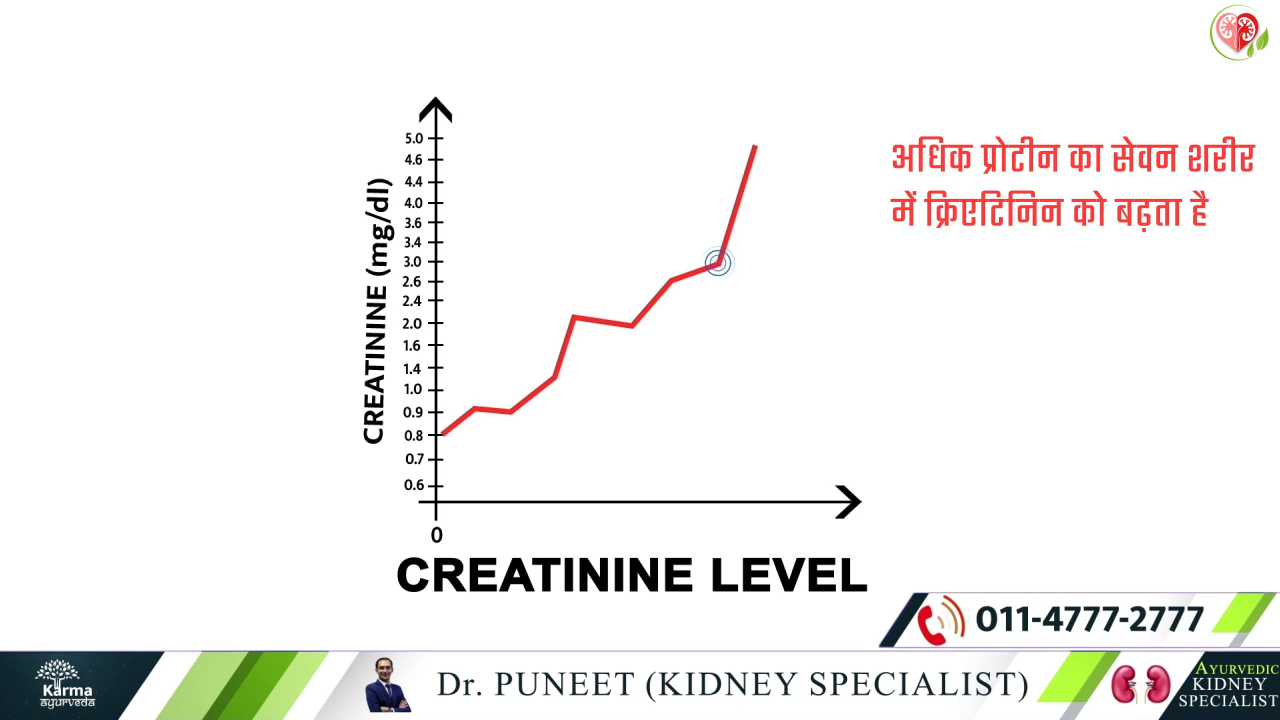 अधिक प्रोटीन का सेवन शरीर
में क्रिएटिनिन को बढ़ता है
CREATININE (mg/dl)
5.0
4.6
4.4
4.0
3.6
3.4
3.0
2.6
2.4
2.0
1.6
1.4
1.0
0.9
0.8
0.7
0.6
0
CREATININE LEVEL
011-4777-2777
Karma
ayurveda
Dr. PUNEET (KIDNEY SPECIALIST)
AYURVEDIC
KIDNEY
SPECIALIST